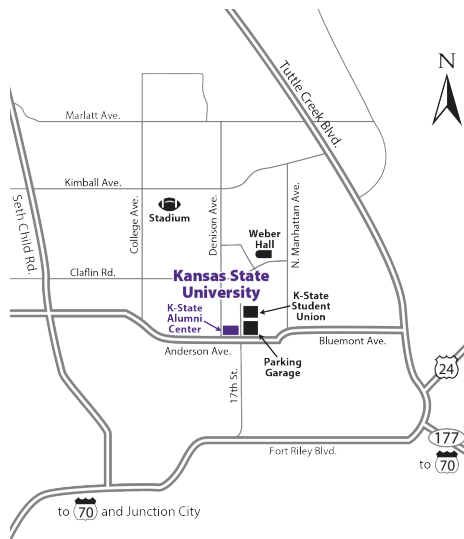 N
Tuttle Creek Blvd.
Marlatt Ave.
Kimball Ave.
Seth Child Rd.
College Ave.
Stadium
Denison Ave.
Weber
Hall
N. Manhattan Ave.
Claflin Rd.
Kansas State
University
K-State
Alumni
Center
K-State
Student
Union
Anderson Ave.
Bluemont Ave.
Parking
Garage
17th St.
24
177
to 70
Fort Riley Blvd.
to 70 and Junction City